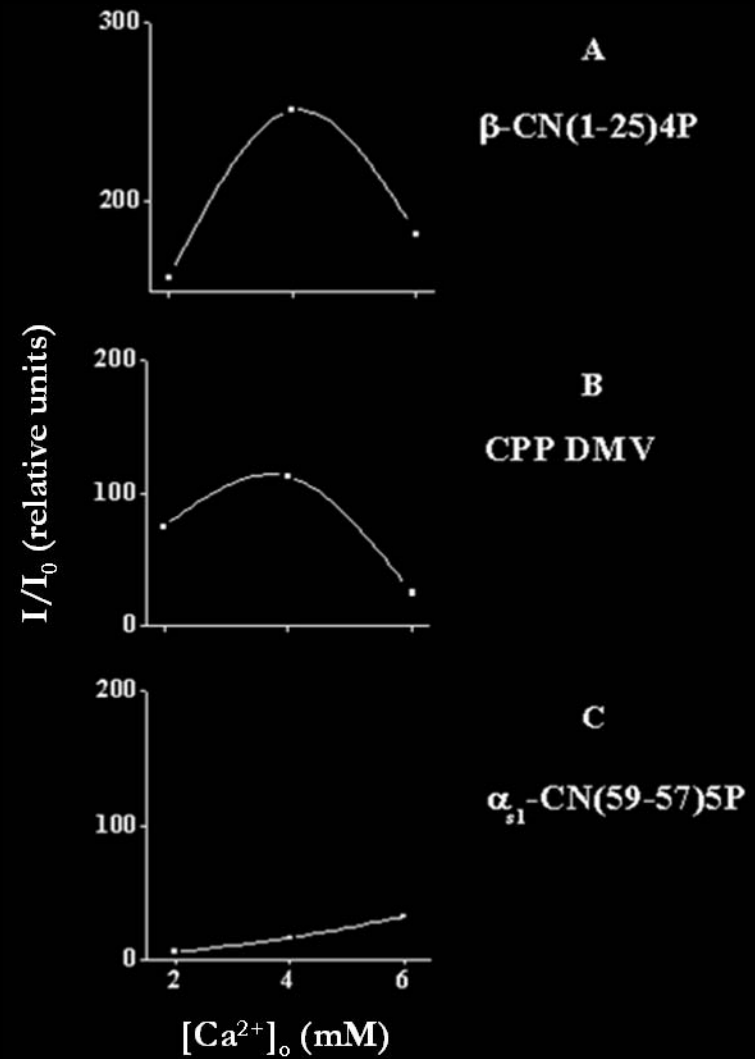 300
200
A
β-CN(1-25)4P
I/I₀ (relative units)
200
100
0
B
CPP DMV
200
100
0
C
αs1-CN(59-57)5P
2 4 6
[Ca²⁺]ₒ (mM)